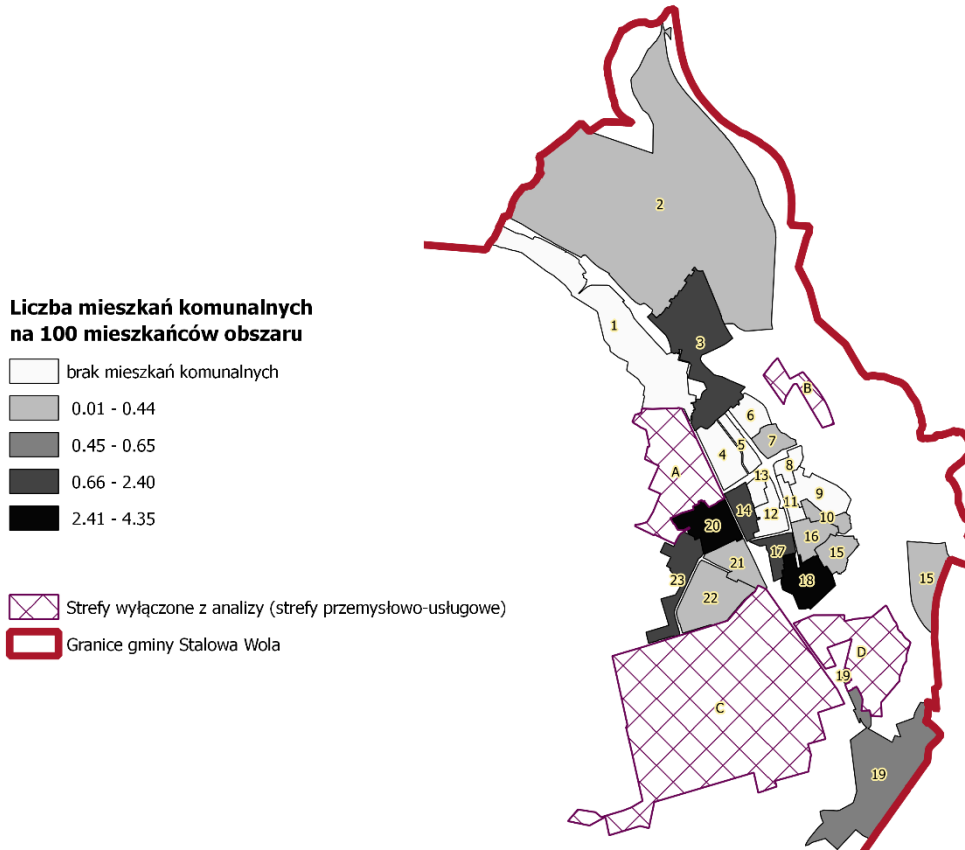 Liczba mieszkań komunalnych
na 100 mieszkańców obszaru
brak mieszkań komunalnych
0.01 - 0.44
0.45 - 0.65
0.66 - 2.40
2.41 - 4.35
Strefy wyłączone z analizy (strefy przemysłowo-usługowe)
Granice gminy Stalowa Wola
2
1
3
B
6
7
5
4
8
A
13
9
11
14
12
10
20
16
17
15
21
23
18
15
22
D
19
C
19